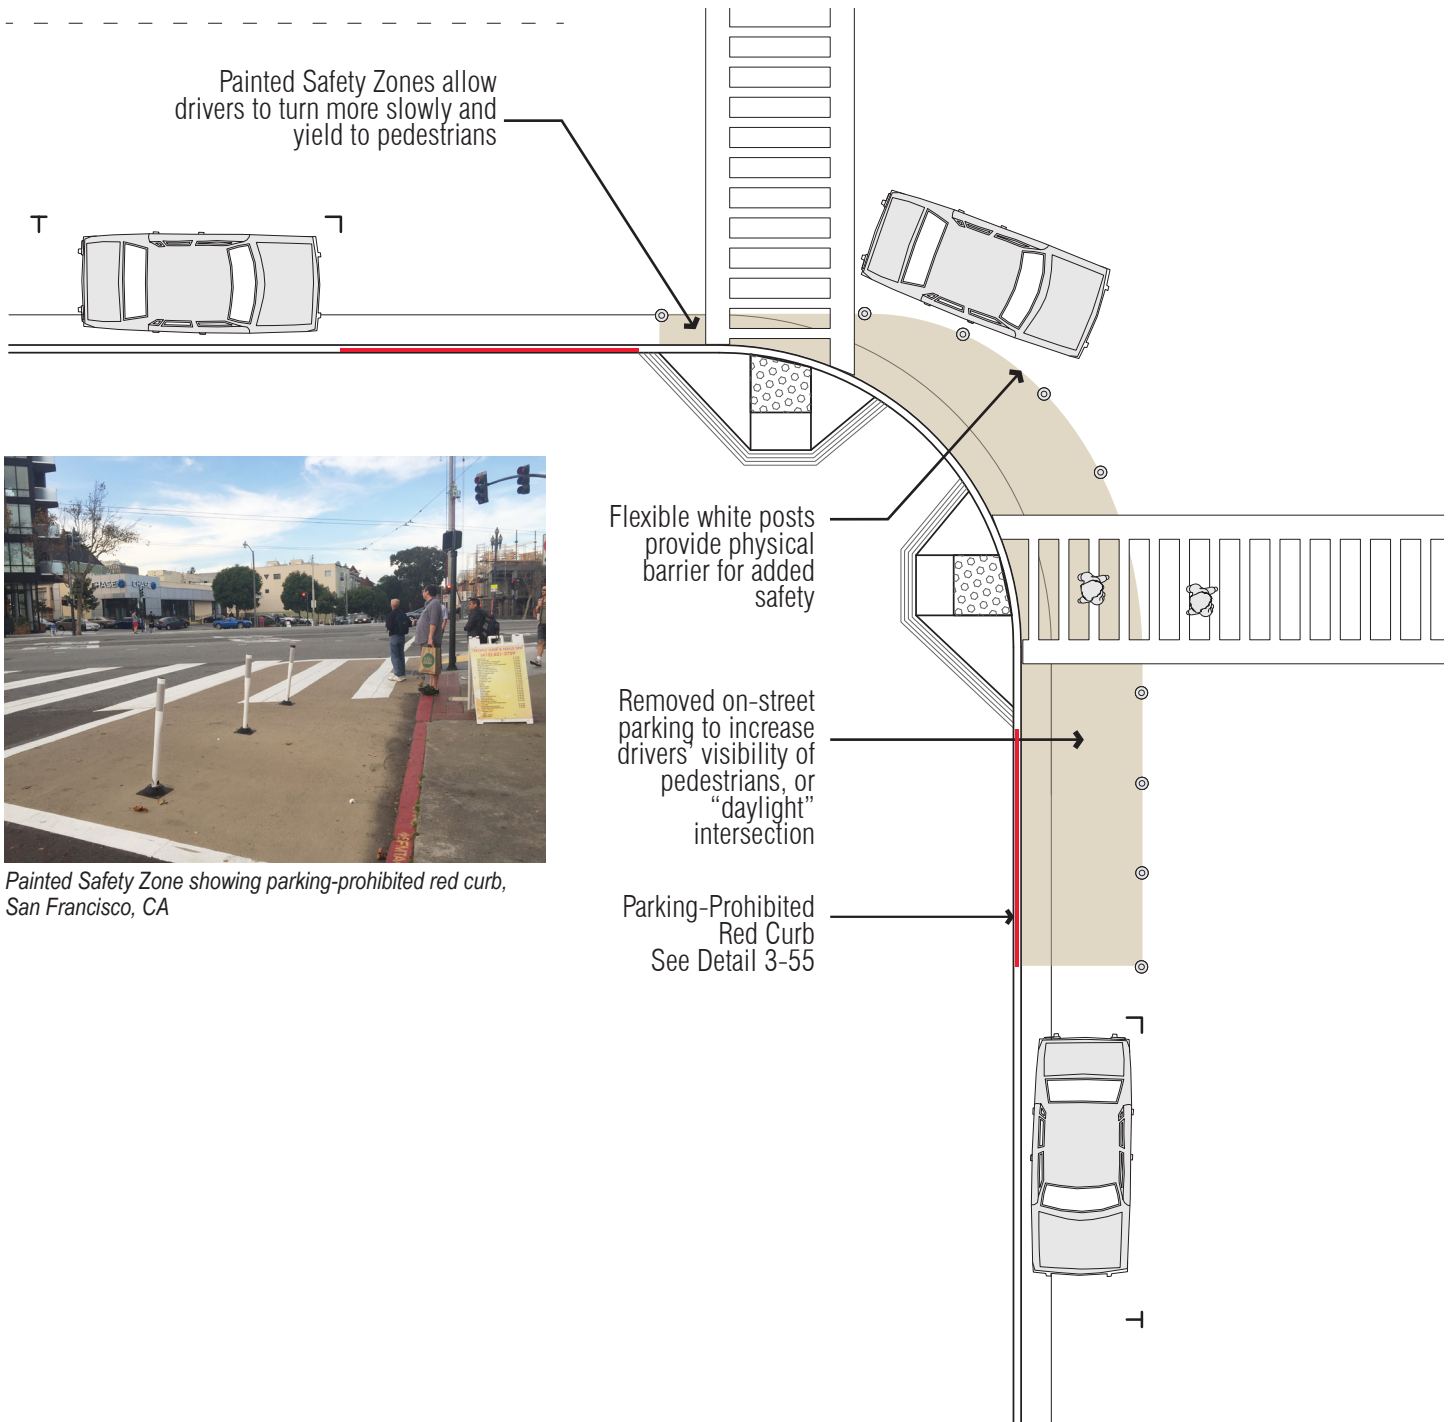 Painted Safety Zones allow
drivers to turn more slowly and
yield to pedestrians
Flexible white posts
provide physical
barrier for added
safety
Removed on-street
parking to increase
drivers’ visibility of
pedestrians, or
“daylight”
intersection
Parking-Prohibited
Red Curb
See Detail 3-55
CHASE
SFMTA
Painted Safety Zone showing parking-prohibited red curb,
San Francisco, CA